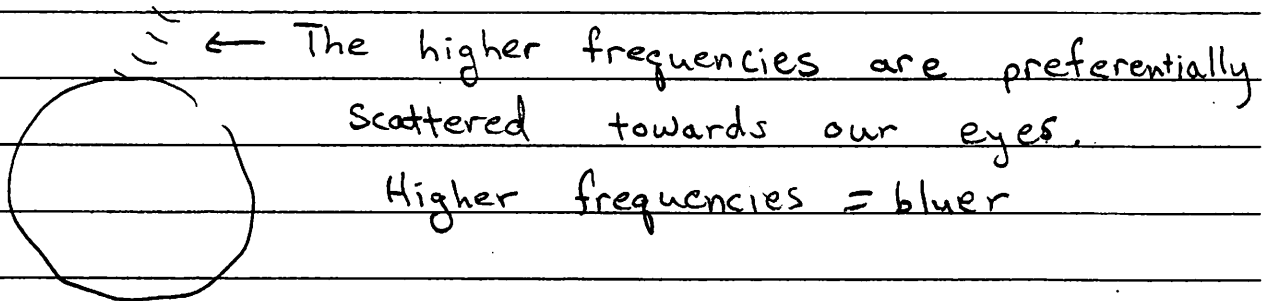 ← The higher frequencies are preferentially
scattered towards our eyes.
Higher frequencies = bluer